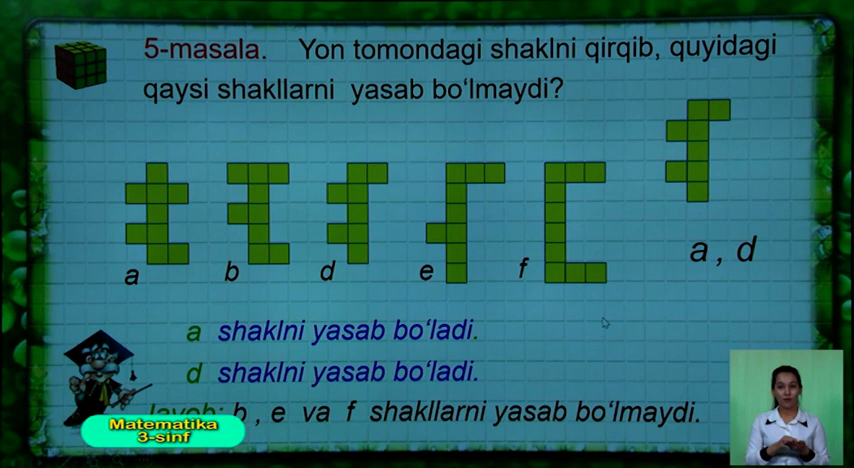 5-masala. Yon tomondagi shaklni qirqib, quyidagi
qaysi shakllarni yasab bo‘lmaydi?
a b d e f
a , d
a shaklni yasab bo‘ladi.
d shaklni yasab bo‘ladi.
Javob: b , e va f shakllarni yasab bo‘lmaydi.
Matematika
3-sinf